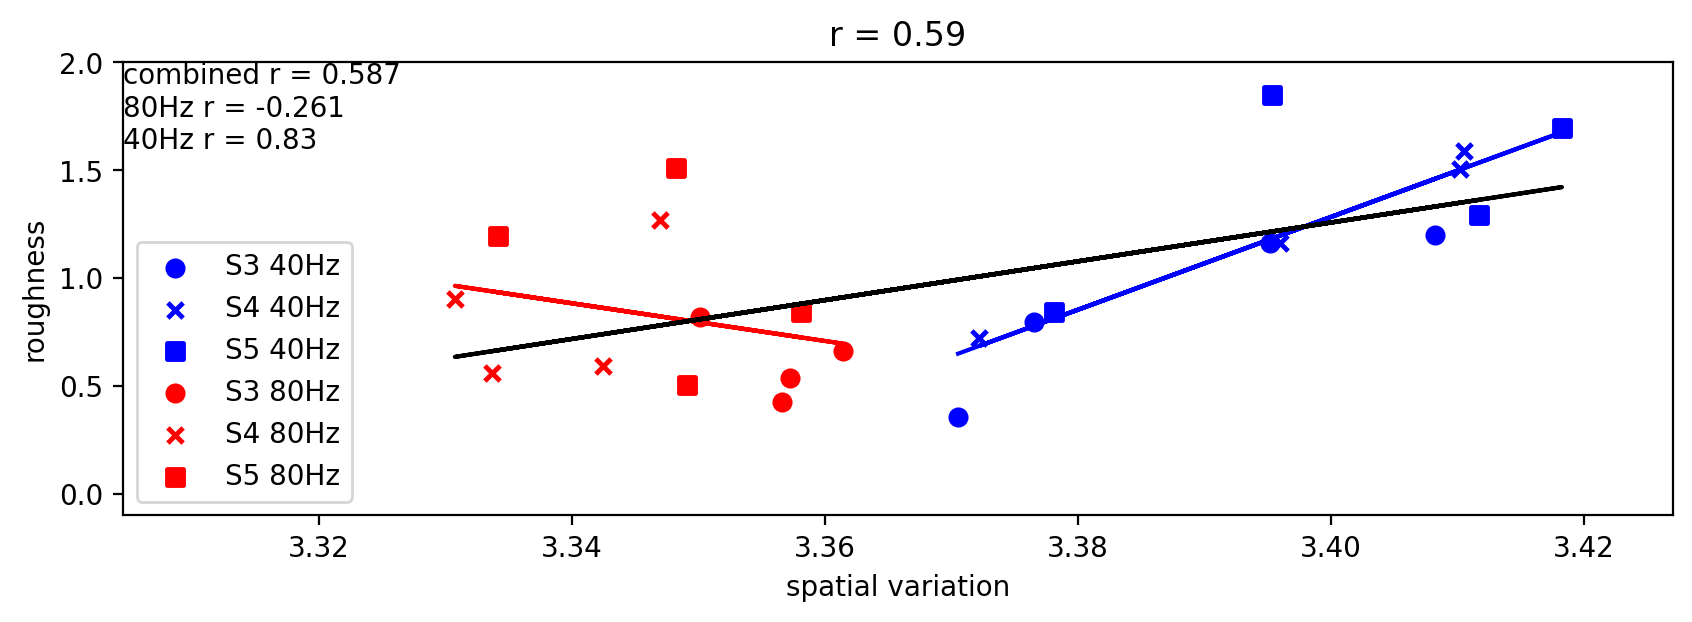 r = 0.59
combined r = 0.587
80Hz r = -0.261
40Hz r = 0.83
2.0
1.5
1.0
0.5
0.0
roughness
S3 40Hz
S4 40Hz
S5 40Hz
S3 80Hz
S4 80Hz
S5 80Hz
3.32 3.34 3.36 3.38 3.40 3.42
spatial variation